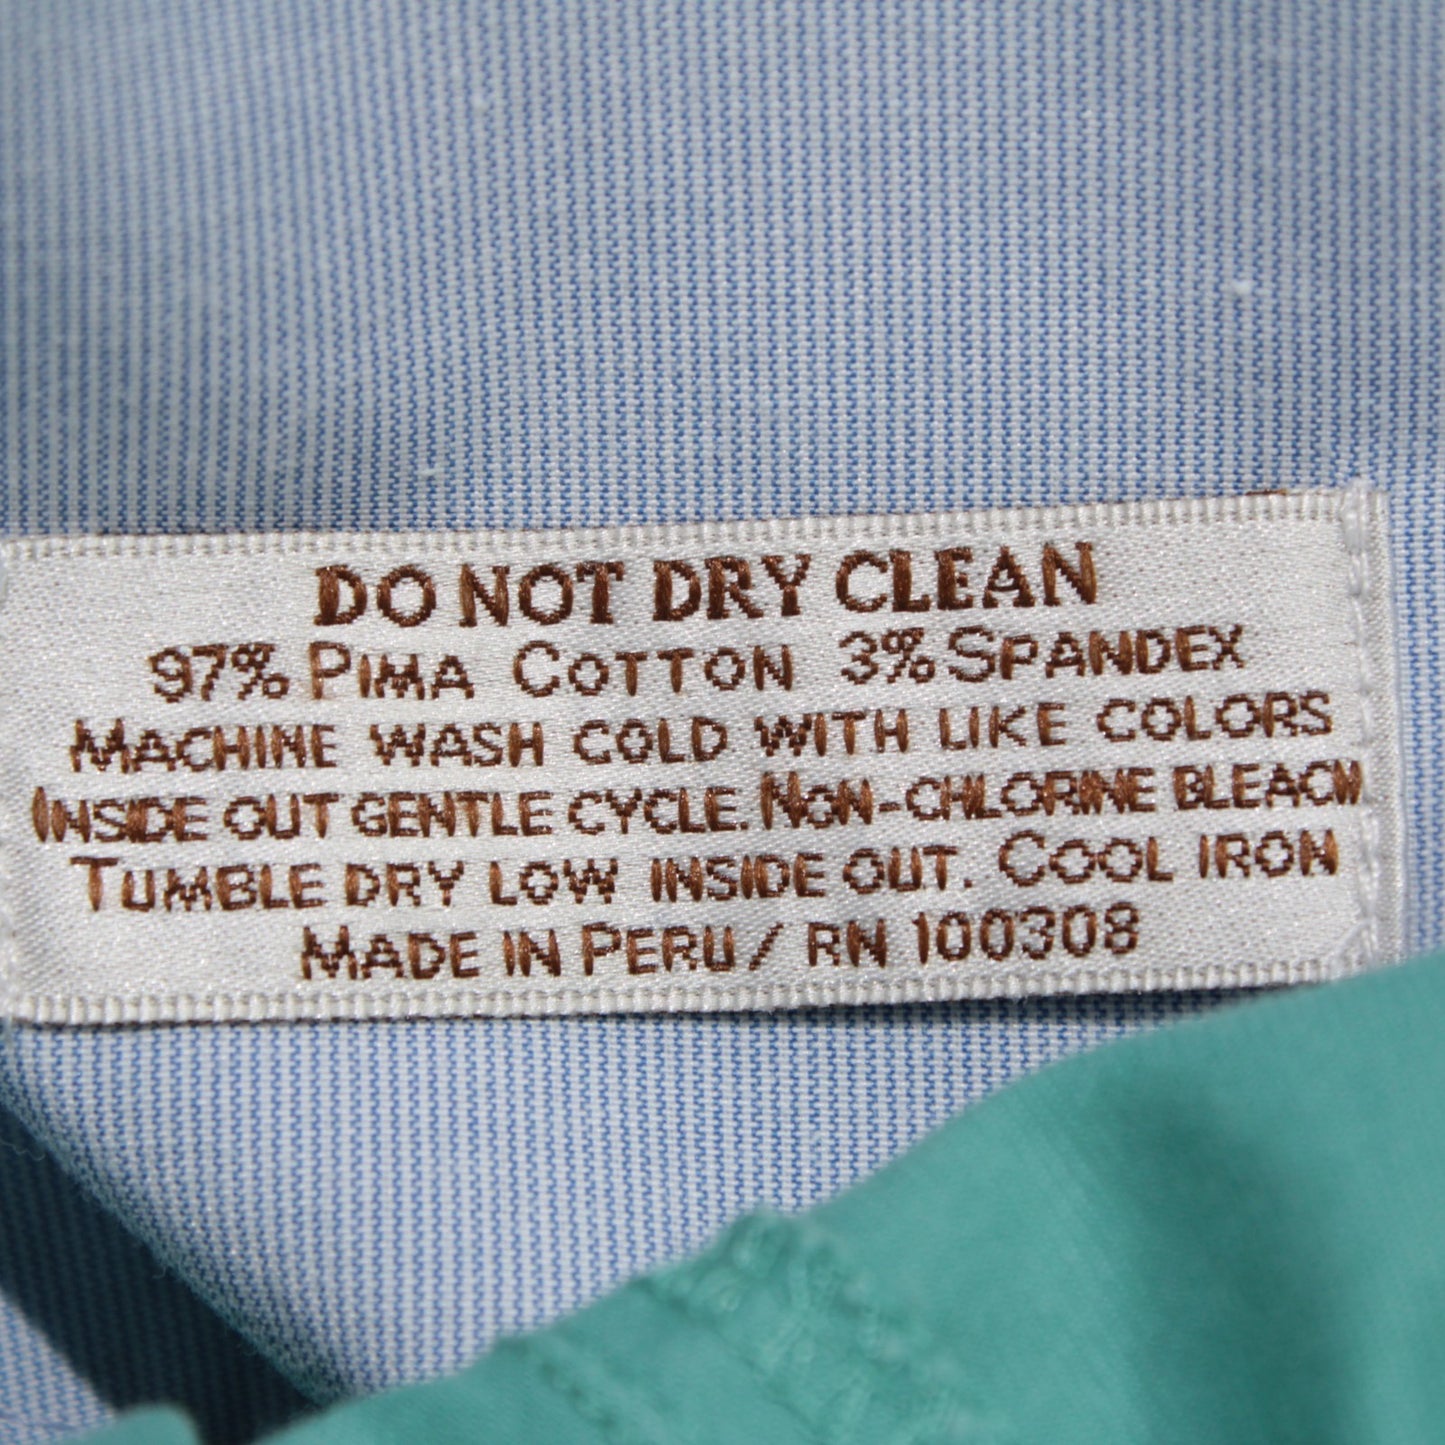 DO NOT DRY CLEAN
97% PIMA COTTON 3% SPANDEX
MACHINE WASH COLD WITH LIKE COLORS
INSIDE OUT GENTLE CYCLE. NON-CHLORINE BLEACH
TUMBLE DRY LOW INSIDE OUT. COOL IRON
MADE IN PERU / RN 100308